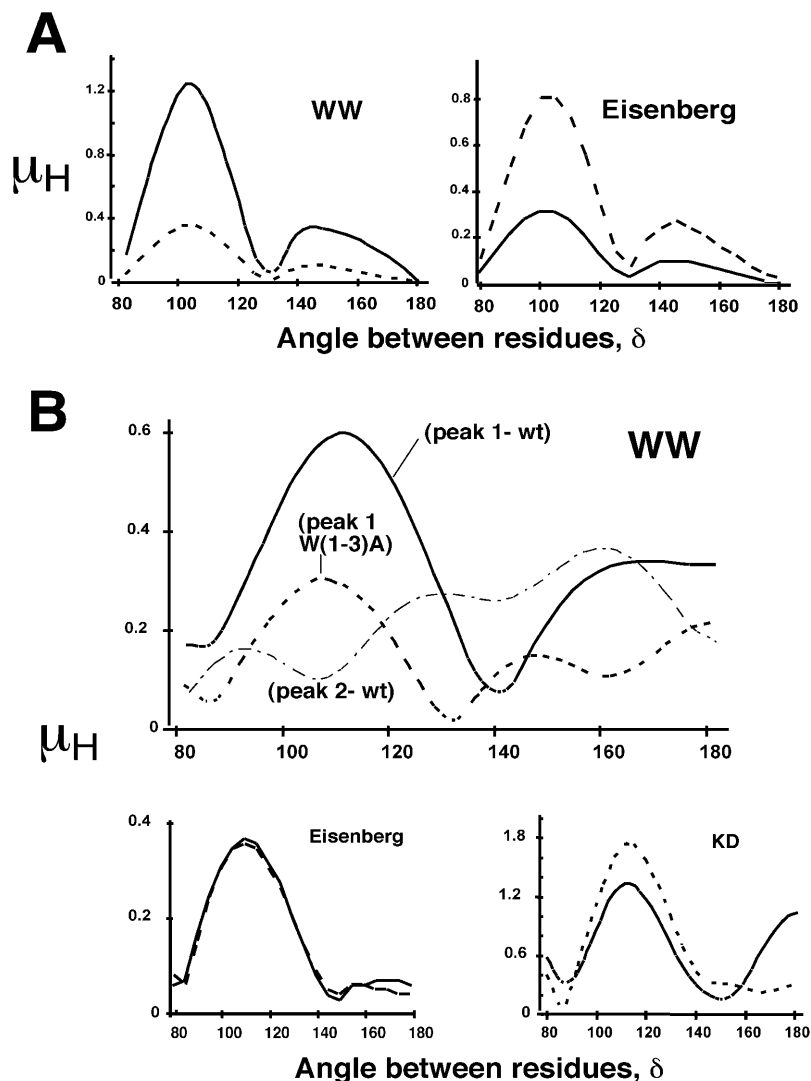 A
WW
Eisenberg
μH
1.2
0.8
0.4
0
80 100 120 140 160 180
0.8
0.6
0.4
0.2
0
80 100 120 140 160 180
Angle between residues, δ
B
WW
(peak 1- wt)
(peak 1
W(1-3)A)
(peak 2- wt)
0.6
0.4
0.2
0
μH
80 100 120 140 160 180
Eisenberg
0.4
0.2
0
80 100 120 140 160 180
KD
1.8
1.2
0.6
0
80 100 120 140 160 180
Angle between residues, δ